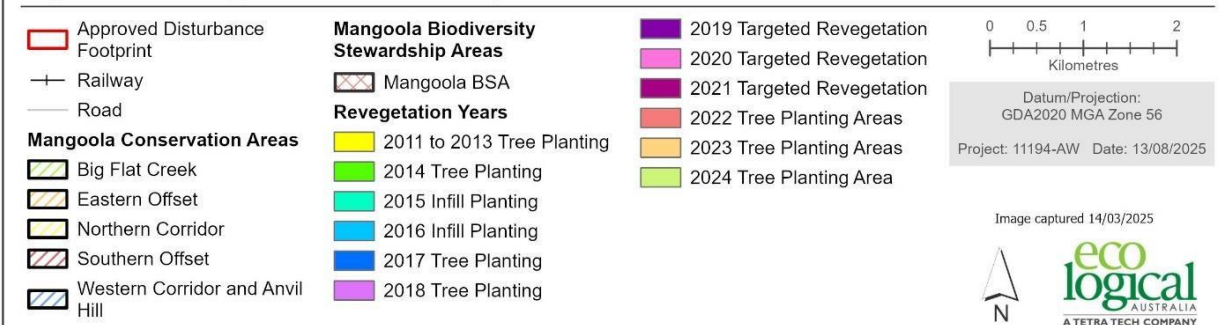 Approved Disturbance
Footprint
Railway
Road
Mangoola Conservation Areas
Big Flat Creek
Eastern Offset
Northern Corridor
Southern Offset
Western Corridor and Anvil
Hill
Mangoola Biodiversity
Stewardship Areas
Mangoola BSA
Revegetation Years
2011 to 2013 Tree Planting
2014 Tree Planting
2015 Infill Planting
2016 Infill Planting
2017 Tree Planting
2018 Tree Planting
2019 Targeted Revegetation
2020 Targeted Revegetation
2021 Targeted Revegetation
2022 Tree Planting Areas
2023 Tree Planting Areas
2024 Tree Planting Area
0 0.5 1 2
Kilometres
Datum/Projection:
GDA2020 MGA Zone 56
Project: 11194-AW Date: 13/08/2025
Image captured 14/03/2025
N
eco
logical
AUSTRALIA
A TETRA TECH COMPANY